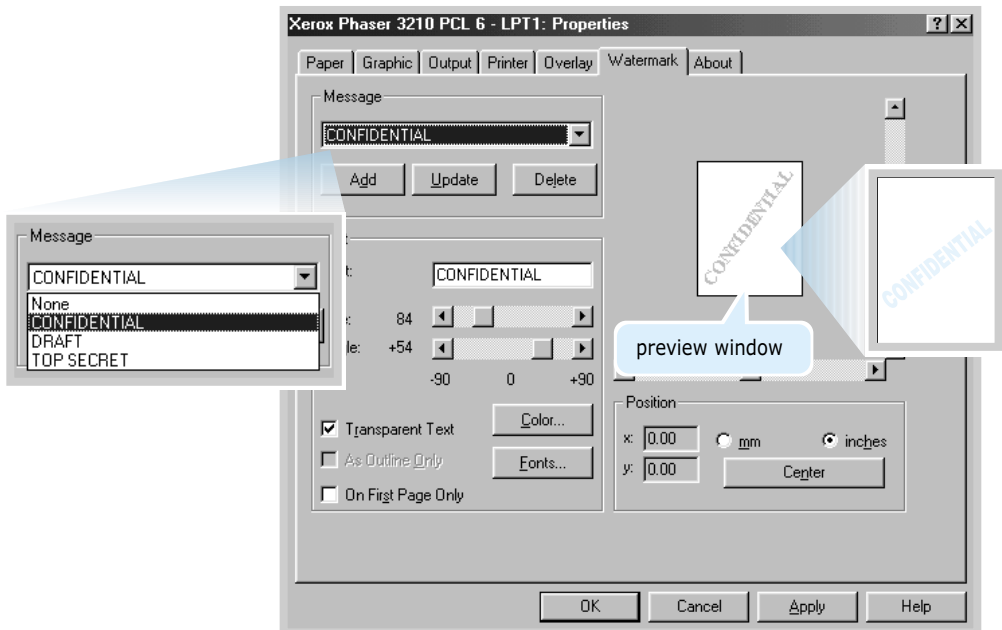 Xerox Phaser 3210 PCL 6 - LPT1: Properties
Paper Graphic Output Printer Overlay Watermark About
Message
CONFIDENTIAL
Add Update Delete
Message
CONFIDENTIAL
None
CONFIDENTIAL
DRAFT
TOP SECRET
CONFIDENTIAL
84
+54
-90 0 +90
Transparent Text
Color...
As Outline Only
Fonts...
On First Page Only
CONFIDENTIAL
CONFIDENTIAL
preview window
Position
x: 0.00 mm inches
y: 0.00 Center
OK Cancel Apply Help